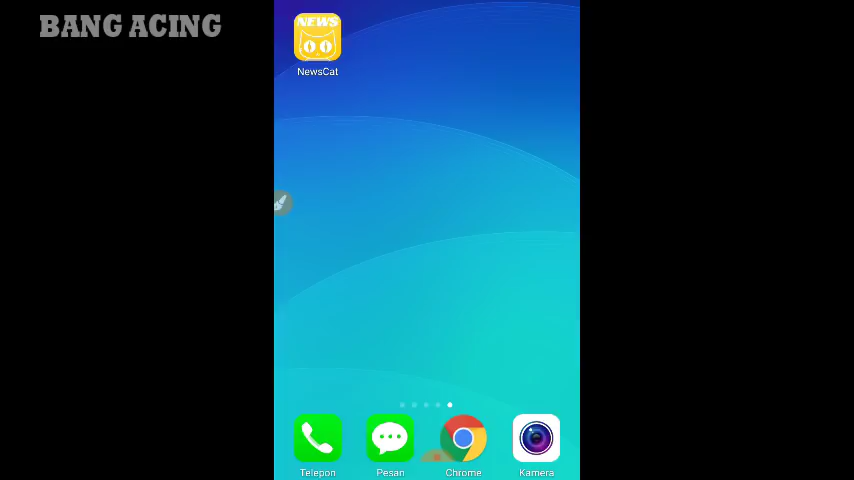 BANG ACING
NEWS
NewsCat
Telepon
Pesan
Chrome
Kamera